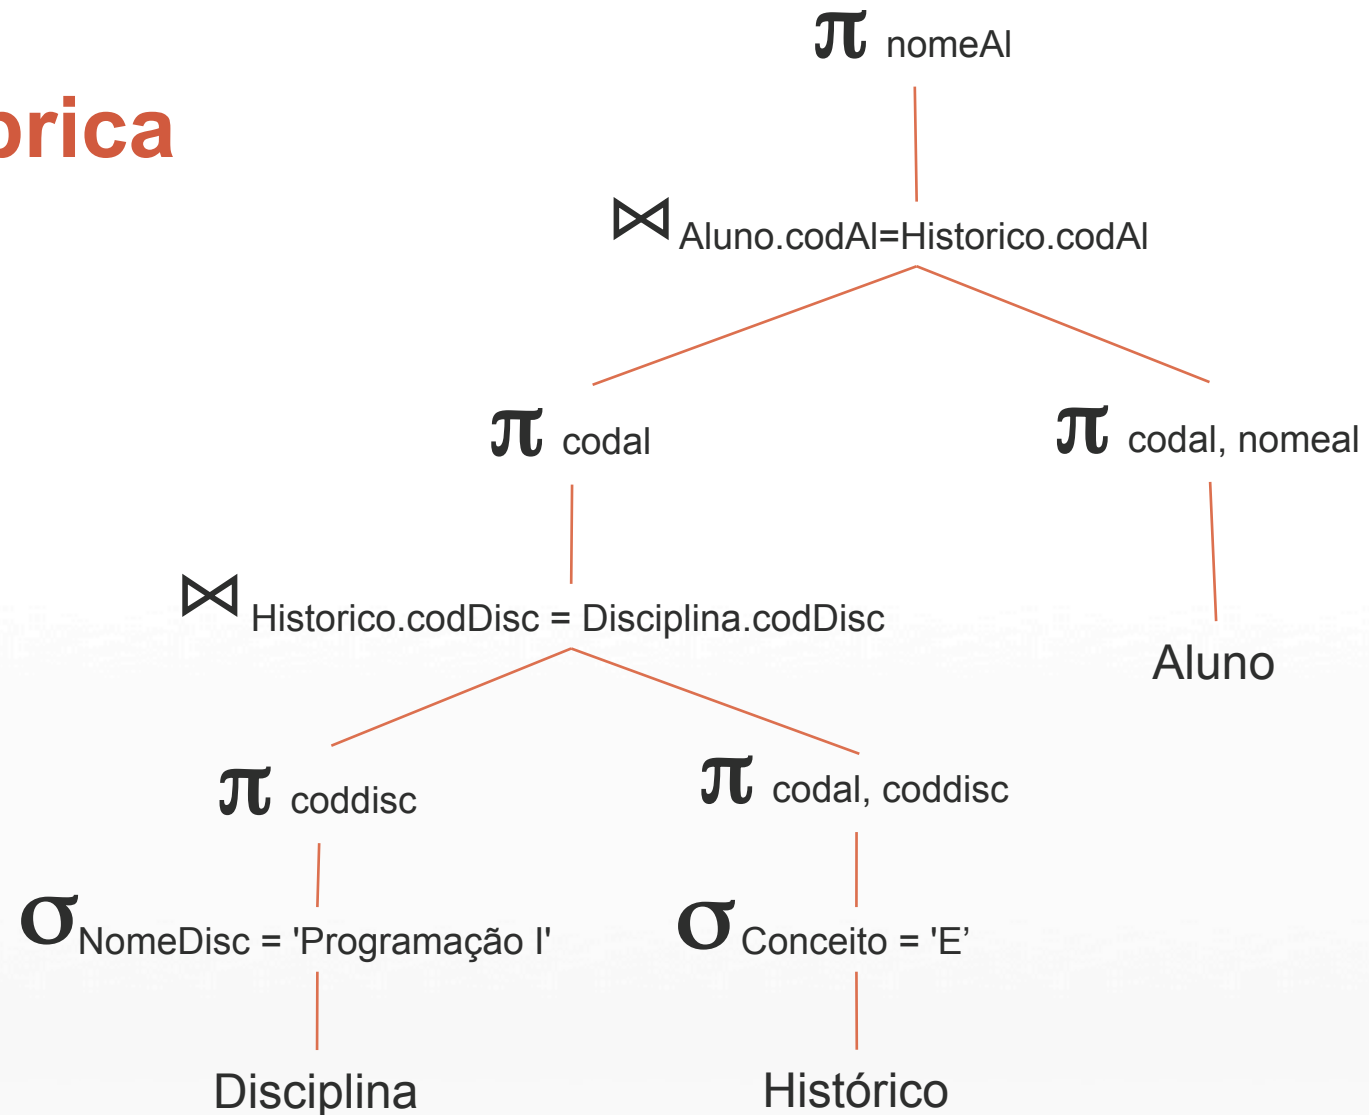 π nomeAl
brica
⋈ Aluno.codAl=Historico.codAl
π codal
π codal, nomeal
⋈ Historico.codDisc = Disciplina.codDisc
Aluno
π coddisc
π codal, coddisc
σ NomeDisc = 'Programação I'
σ Conceito = 'E’
Disciplina
Histórico